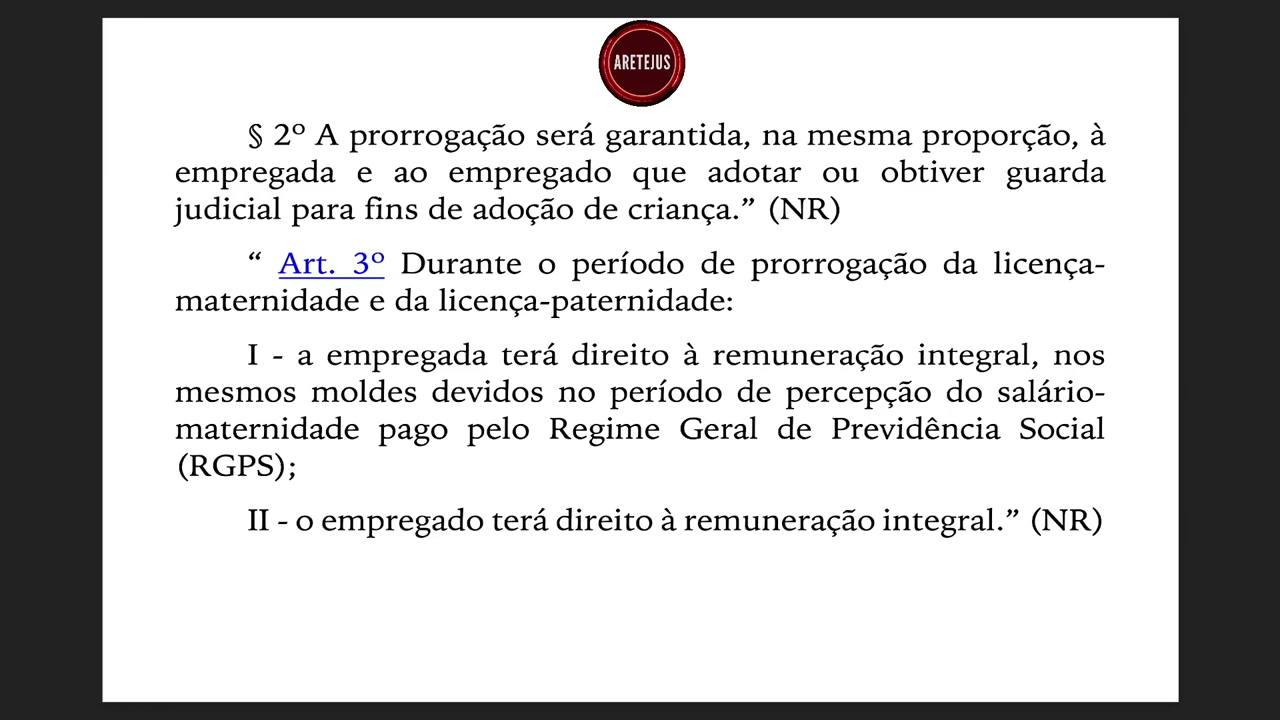 ARETEJUS
§ 2º A prorrogação será garantida, na mesma proporção, à
empregada e ao empregado que adotar ou obtiver guarda
judicial para fins de adoção de criança.” (NR)
“ Art. 3º Durante o período de prorrogação da licença-
maternidade e da licença-paternidade:
I - a empregada terá direito à remuneração integral, nos
mesmos moldes devidos no período de percepção do salário-
maternidade pago pelo Regime Geral de Previdência Social
(RGPS);
II - o empregado terá direito à remuneração integral.” (NR)